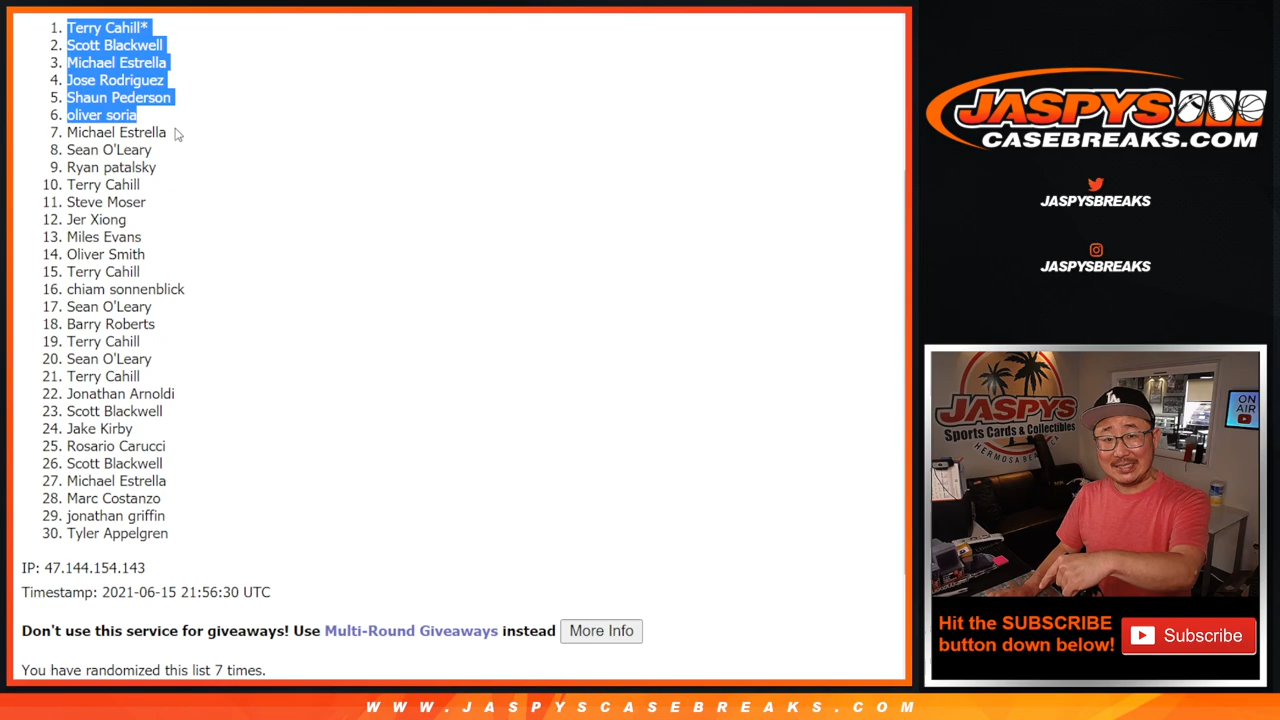 1. Terry Cahill*
2. Scott Blackwell
3. Michael Estrella
4. Jose Rodriguez
5. Shaun Pederson
6. oliver soria
7. Michael Estrella
8. Sean O'Leary
9. Ryan patalsky
10. Terry Cahill
11. Steve Moser
12. Jer Xiong
13. Miles Evans
14. Oliver Smith
15. Terry Cahill
16. chiam sonnenblick
17. Sean O'Leary
18. Barry Roberts
19. Terry Cahill
20. Sean O'Leary
21. Terry Cahill
22. Jonathan Arnoldi
23. Scott Blackwell
24. Jake Kirby
25. Rosario Carucci
26. Scott Blackwell
27. Michael Estrella
28. Marc Costanzo
29. jonathan griffin
30. Tyler Appelgren
IP: 47.144.154.143
Timestamp: 2021-06-15 21:56:30 UTC
Don't use this service for giveaways! Use Multi-Round Giveaways instead More Info
You have randomized this list 7 times.
JASPYS
CASEBREAKS.COM
JASPYSBREAKS
JASPYSBREAKS
JASPYS
Sports Cards & Collectibles
HERMOSA BEACH
LA
ON
AIR
Hit the SUBSCRIBE
button down below!
Subscribe
WWW.JASPYSCASEBREAKS.COM